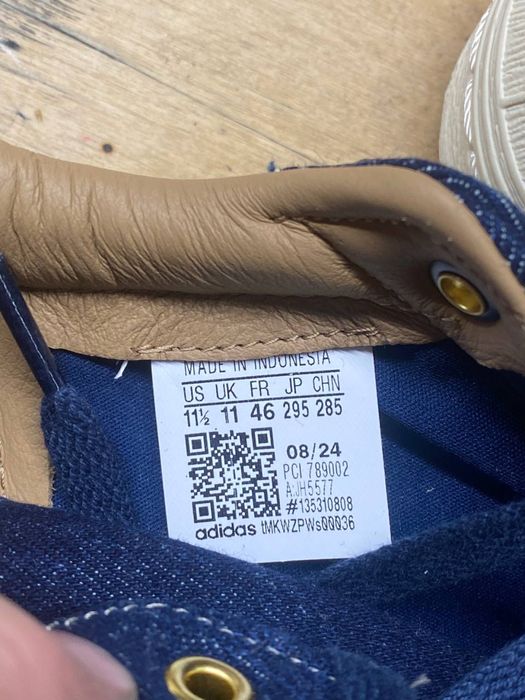 MADE IN INDONESIA
US UK FR JP CHN
11½ 11 46 295 285
08/24
PCI 789002
A:JH5577
#135310808
adidas tMKWZPWs00036